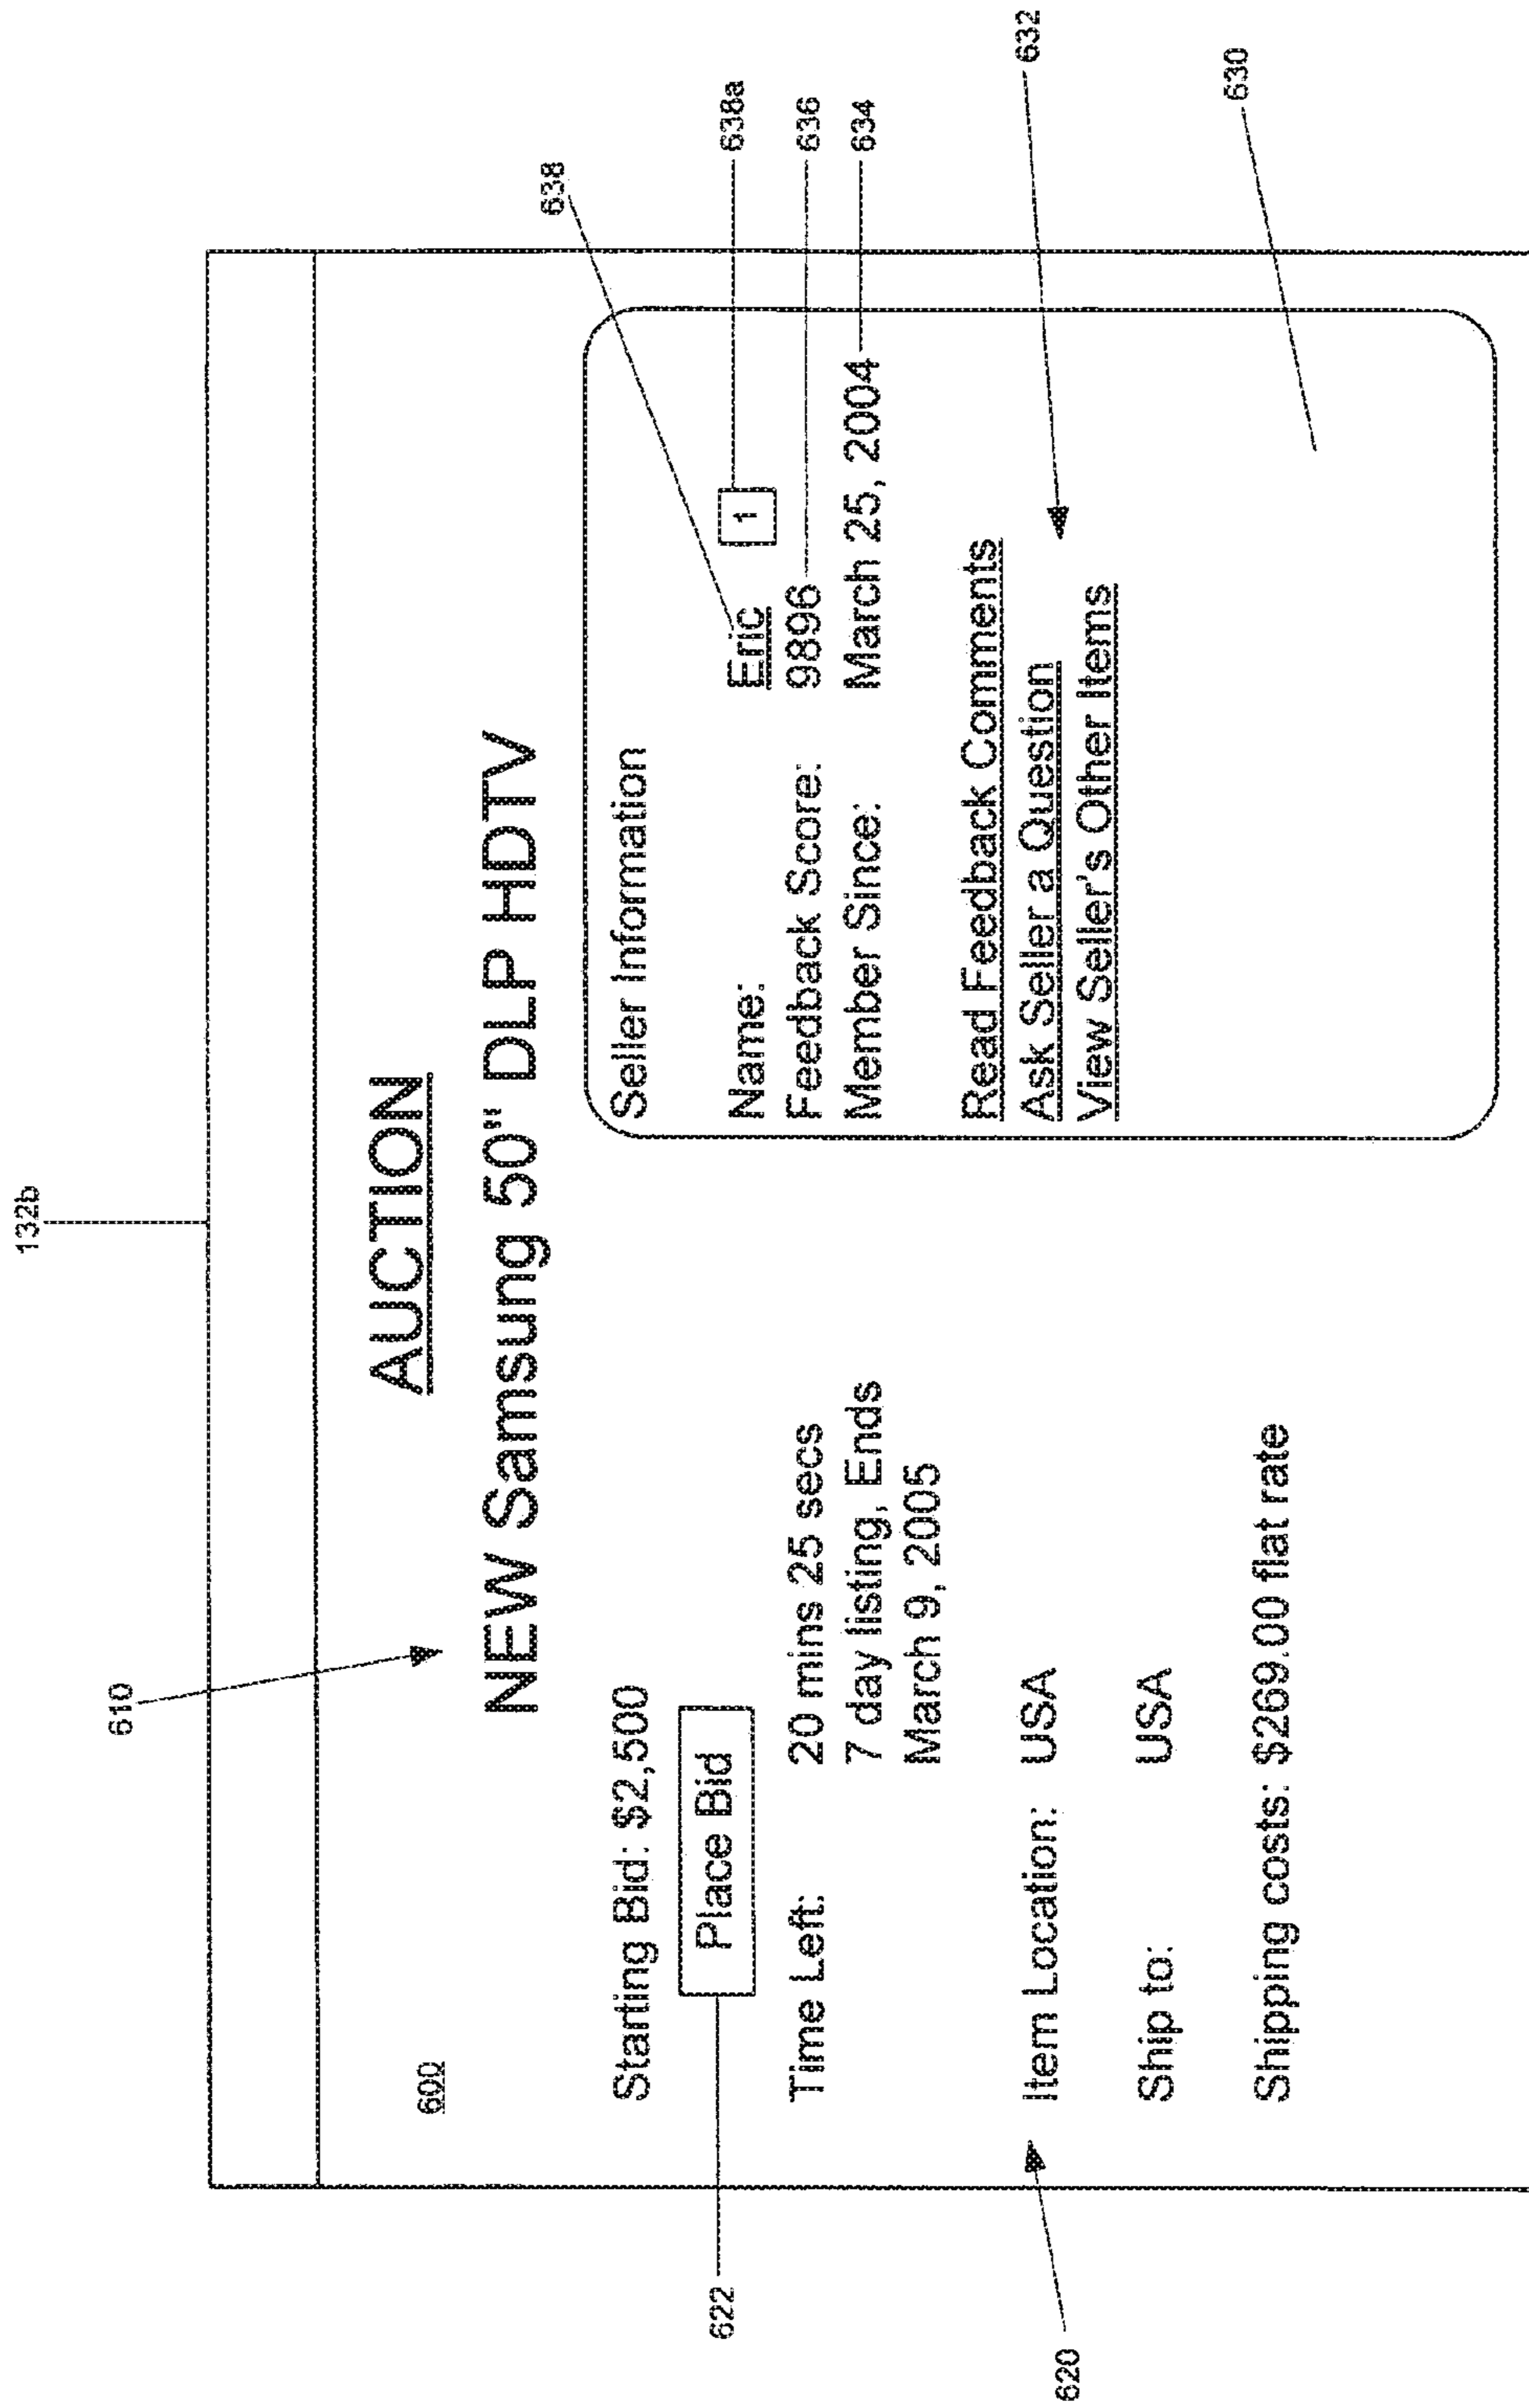 132b
610
600
AUCTION
NEW Samsung 50" DLP HDTV
Starting Bid: $2,500
622
Place Bid
Time Left: 20 mins 25 secs
7 day listing, Ends
March 9, 2005
620
Item Location: USA
Ship to: USA
Shipping costs: $269.00 flat rate
Seller Information
638
Name: Eric 1
638a
Feedback Score: 9896
636
Member Since: March 25, 2004
634
Read Feedback Comments
Ask Seller a Question
View Seller's Other Items
632
630